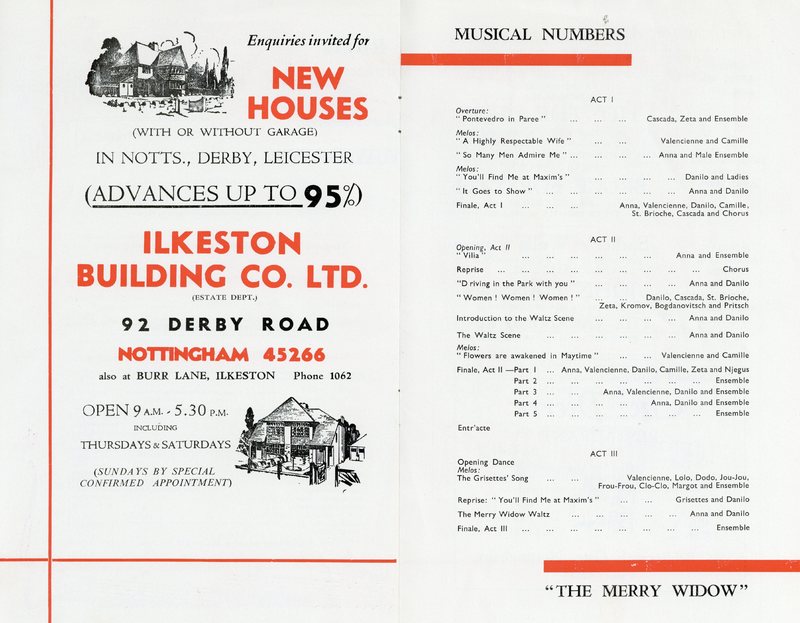 Enquiries invited for
NEW
HOUSES
(WITH OR WITHOUT GARAGE)
IN NOTTS., DERBY, LEICESTER
(ADVANCES UP TO 95%)
ILKESTON
BUILDING CO. LTD.
(ESTATE DEPT.)
92 DERBY ROAD
NOTTINGHAM 45266
also at BURR LANE, ILKESTON Phone 1062
OPEN 9 A.M. - 5.30 P.M.
INCLUDING
THURSDAYS & SATURDAYS
(SUNDAYS BY SPECIAL
CONFIRMED APPOINTMENT)
MUSICAL NUMBERS
ACT I
Overture:
"Pontevedro in Paree" ... ... ... Cascada, Zeta and Ensemble
Melos:
"A Highly Respectable Wife" ... ... Valencienne and Camille
"So Many Men Admire Me" ... ... ... ... Anna and Male Ensemble
Melos:
"You'll Find Me at Maxim's" ... ... ... ... Danilo and Ladies
"It Goes to Show" ... ... ... ... ... ... Anna and Danilo
Finale, Act I ... ... ... Anna, Valencienne, Danilo, Camille,
St. Brioche, Cascada and Chorus
ACT II
Opening, Act II
"Vilia" ... ... ... ... ... ... Anna and Ensemble
Reprise ... ... ... ... ... ... ... ... ... Chorus
"D riving in the Park with you" ... ... ... ... ... Anna and Danilo
"Women ! Women ! Women !" ... ... Danilo, Cascada, St. Brioche,
Zeta, Kromov, Bogdanovitsch and Pritsch
Introduction to the Waltz Scene ... ... ... ... Anna and Danilo
The Waltz Scene ... ... ... ... ... ... Anna and Danilo
Melos:
"Flowers are awakened in Maytime" ... ... Valencienne and Camille
Finale, Act II —Part 1 ... Anna, Valencienne, Danilo, Camille, Zeta and Njegus
Part 2 ... ... ... ... ... ... ... Ensemble
Part 3 ... ... Anna, Valencienne, Danilo and Ensemble
Part 4 ... ... ... ... Anna, Danilo and Ensemble
Part 5 ... ... ... ... ... ... ... Ensemble
Entr'acte
ACT III
Opening Dance
Melos:
The Grisettes' Song ... ... Valencienne, Lolo, Dodo, Jou-Jou,
Frou-Frou, Clo-Clo, Margot and Ensemble
Reprise: "You'll Find Me at Maxim's" ... ... Grisettes and Danilo
The Merry Widow Waltz ... ... ... ... ... Anna and Danilo
Finale, Act III ... ... ... ... ... ... ... ... Ensemble
"THE MERRY WIDOW"